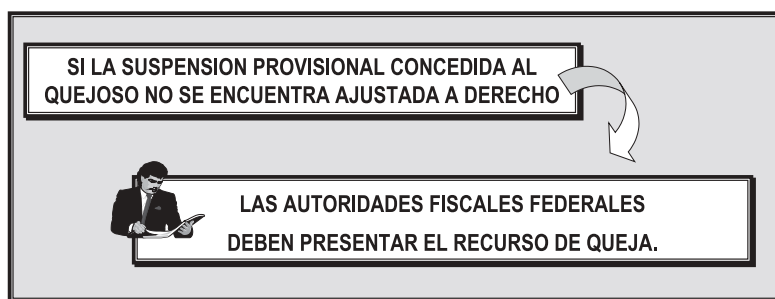 SI LA SUSPENSION PROVISIONAL CONCEDIDA AL
QUEJOSO NO SE ENCUENTRA AJUSTADA A DERECHO
LAS AUTORIDADES FISCALES FEDERALES
DEBEN PRESENTAR EL RECURSO DE QUEJA.